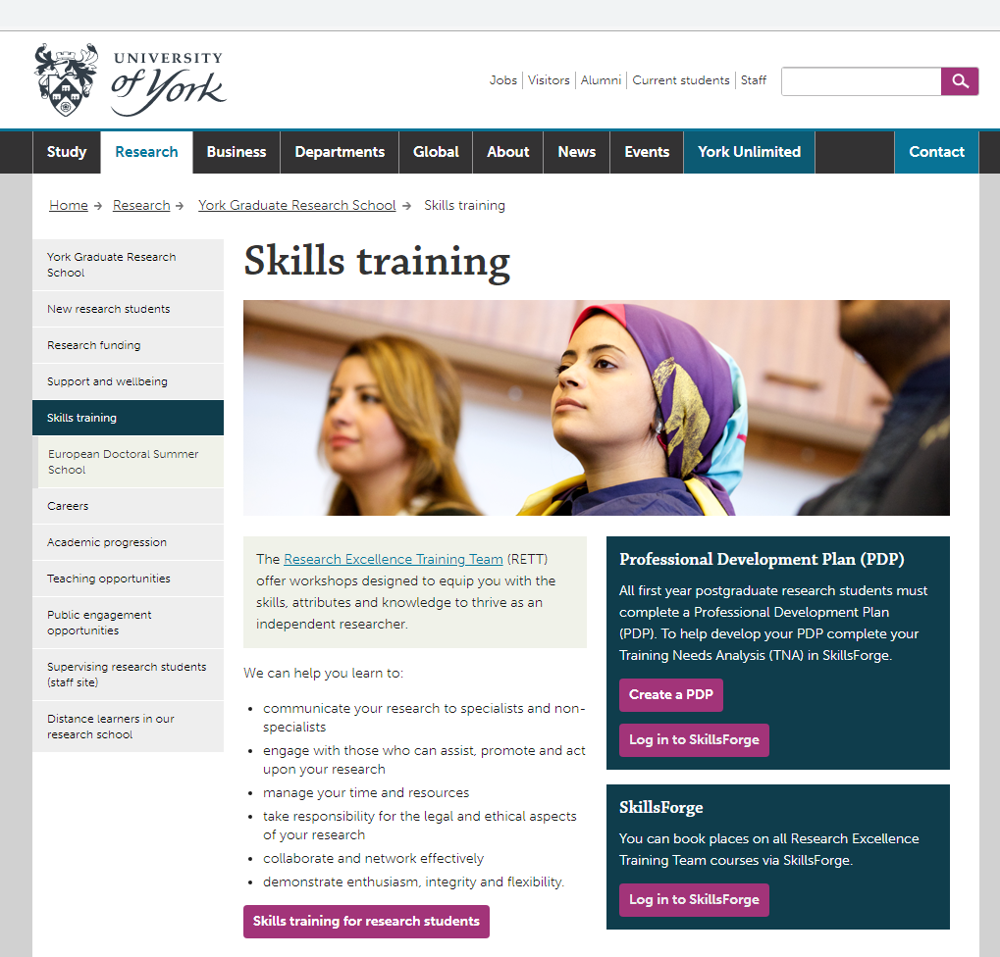 UNIVERSITY
of York
Jobs
Visitors
Alumni
Current students
Staff
Study
Research
Business
Departments
Global
About
News
Events
York Unlimited
Contact
Home → Research → York Graduate Research School → Skills training
York Graduate Research
School
New research students
Research funding
Support and wellbeing
Skills training
European Doctoral Summer
School
Careers
Academic progression
Teaching opportunities
Public engagement
opportunities
Supervising research students
(staff site)
Distance learners in our
research school
Skills training
The Research Excellence Training Team (RETT)
offer workshops designed to equip you with the
skills, attributes and knowledge to thrive as an
independent researcher.
We can help you learn to:
• communicate your research to specialists and non-
specialists
• engage with those who can assist, promote and act
upon your research
• manage your time and resources
• take responsibility for the legal and ethical aspects
of your research
• collaborate and network effectively
• demonstrate enthusiasm, integrity and flexibility.
Skills training for research students
Professional Development Plan (PDP)
All first year postgraduate research students must
complete a Professional Development Plan
(PDP). To help develop your PDP complete your
Training Needs Analysis (TNA) in SkillsForge.
Create a PDP
Log in to SkillsForge
SkillsForge
You can book places on all Research Excellence
Training Team courses via SkillsForge.
Log in to SkillsForge